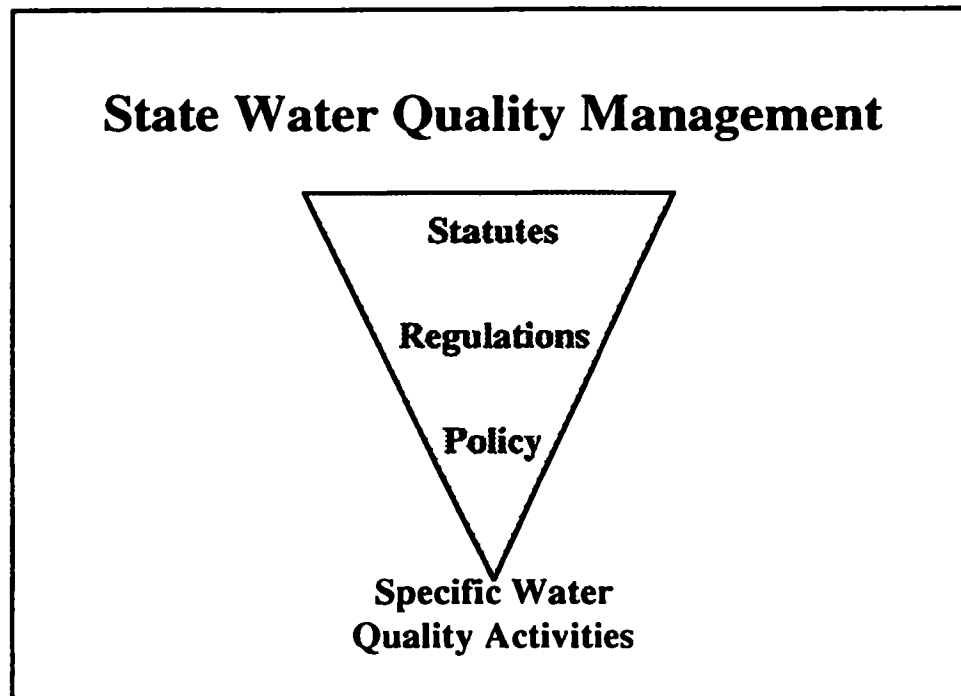 State Water Quality Management
Statutes
Regulations
Policy
Specific Water
Quality Activities